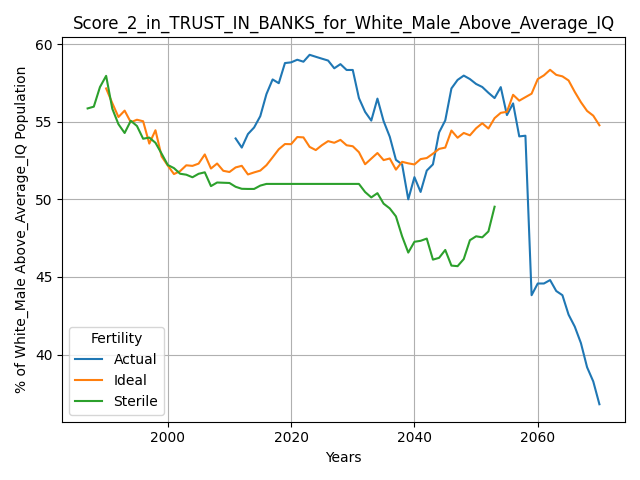 Score_2_in_TRUST_IN_BANKS_for_White_Male_Above_Average_IQ
% of White_Male Above_Average_IQ Population
60
55
50
45
40
Fertility
Actual
Ideal
Sterile
2000
2020
2040
2060
Years